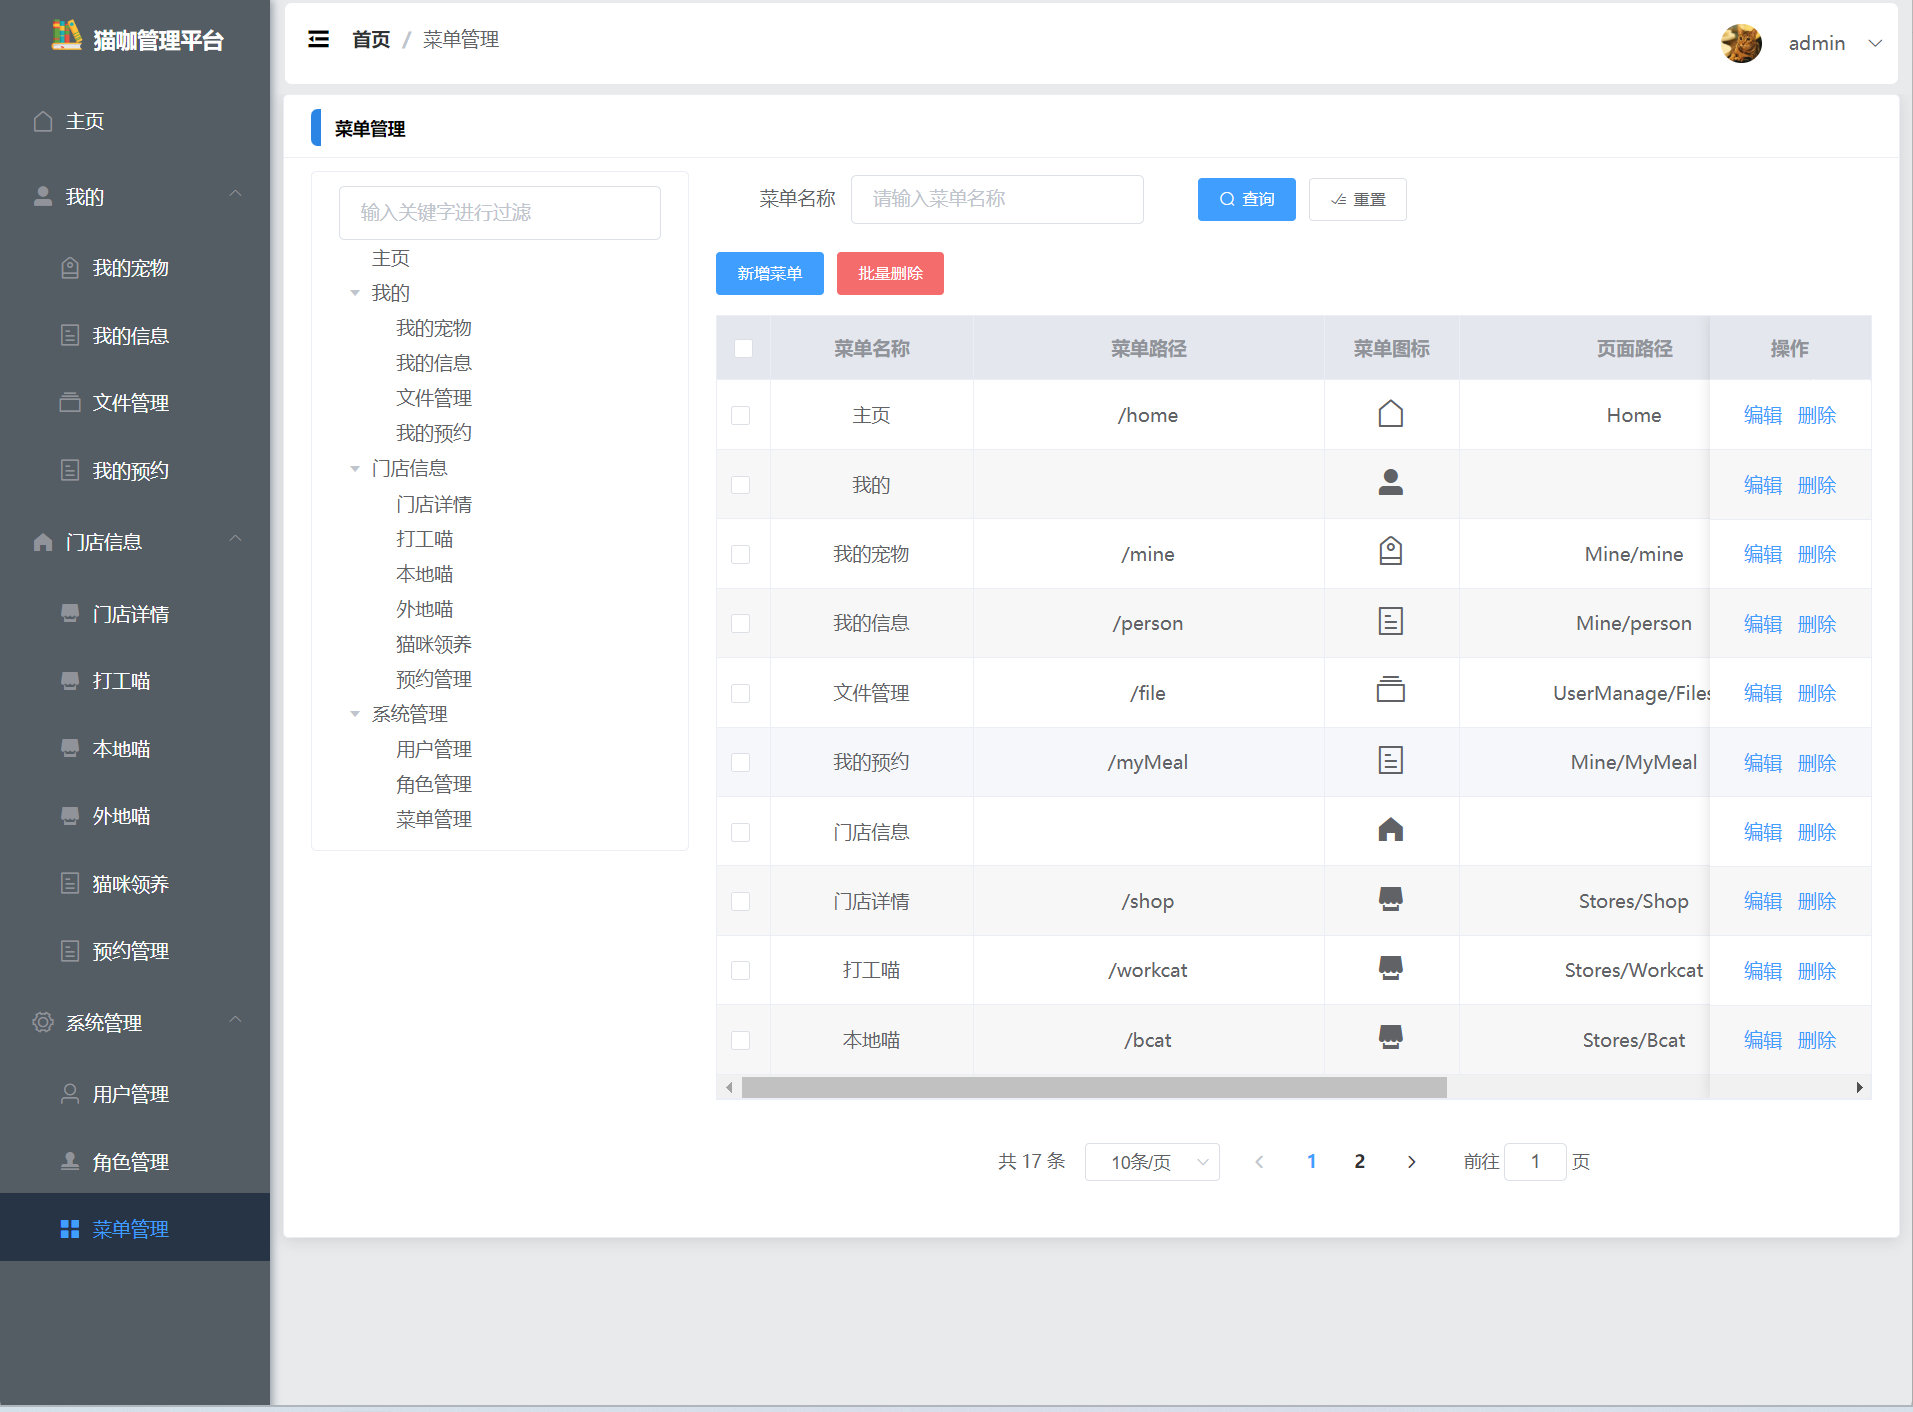 猫咖管理平台
主页
我的
我的宠物
我的信息
文件管理
我的预约
门店信息
门店详情
打工喵
本地喵
外地喵
猫咪领养
预约管理
系统管理
用户管理
角色管理
菜单管理
首页 / 菜单管理
admin
菜单管理
输入关键字进行过滤
主页
我的
我的宠物
我的信息
文件管理
我的预约
门店信息
门店详情
打工喵
本地喵
外地喵
猫咪领养
预约管理
系统管理
用户管理
角色管理
菜单管理
菜单名称 请输入菜单名称 查询 重置
新增菜单 批量删除
菜单名称 菜单路径 菜单图标 页面路径 操作
主页 /home Home 编辑 删除
我的 编辑 删除
我的宠物 /mine Mine/mine 编辑 删除
我的信息 /person Mine/person 编辑 删除
文件管理 /file UserManage/Files 编辑 删除
我的预约 /myMeal Mine/MyMeal 编辑 删除
门店信息 编辑 删除
门店详情 /shop Stores/Shop 编辑 删除
打工喵 /workcat Stores/Workcat 编辑 删除
本地喵 /bcat Stores/Bcat 编辑 删除
共 17 条 10条/页 1 2 前往 1 页